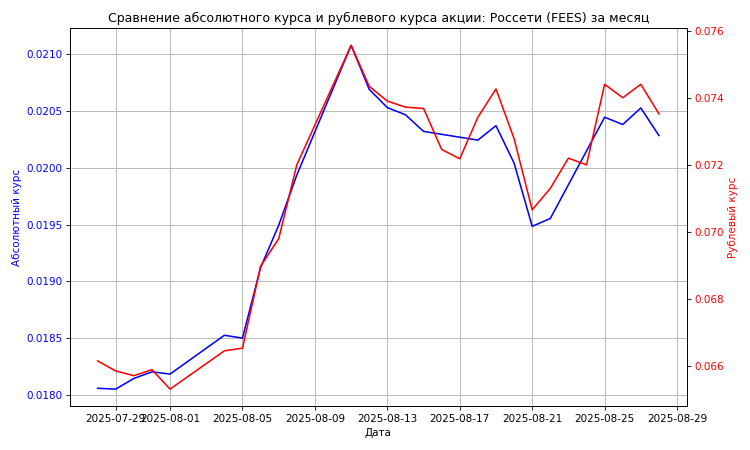 Сравнение абсолютного курса и рублевого курса акции: Россети (FEES) за месяц
Абсолютный курс
0.0210
0.0205
0.0200
0.0195
0.0190
0.0185
0.0180
0.076
0.074
0.072
0.070
0.068
0.066
Рублевый курс
2025-07-29 2025-08-01 2025-08-05 2025-08-09 2025-08-13 2025-08-17 2025-08-21 2025-08-25 2025-08-29
Дата